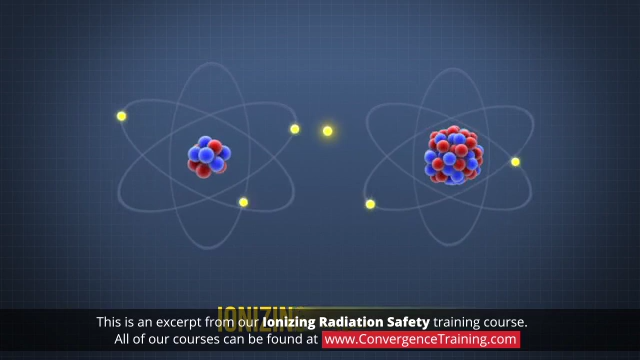 IONIZIN
This is an excerpt from our Ionizing Radiation Safety training course.
All of our courses can be found at www.ConvergenceTraining.com